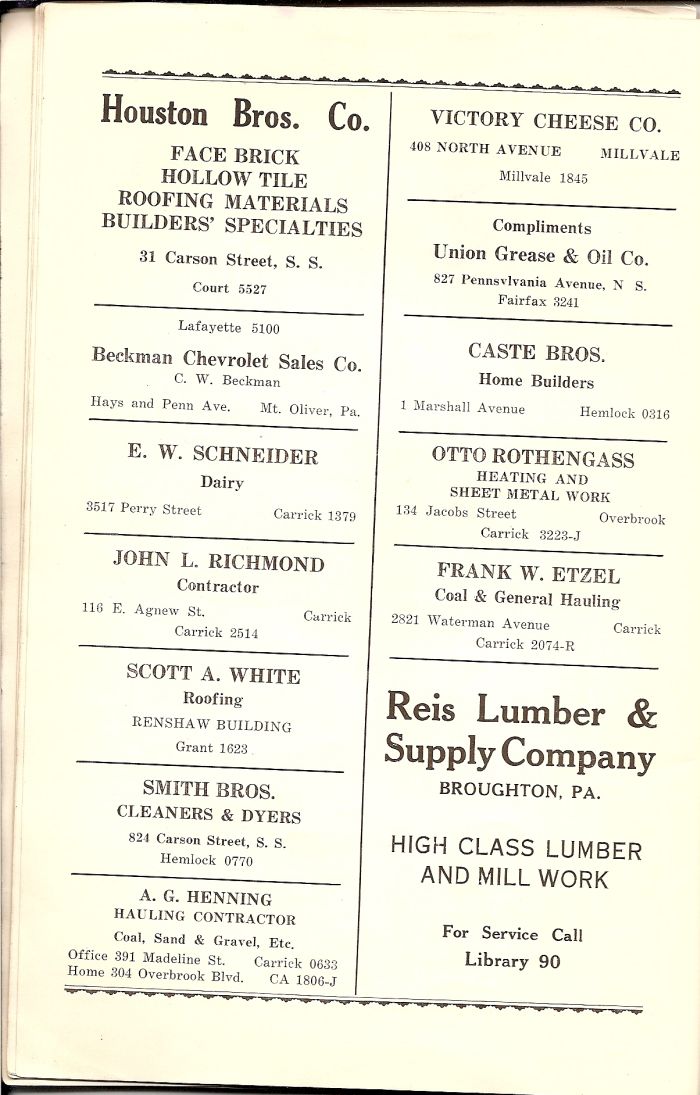 Houston Bros. Co.
FACE BRICK
HOLLOW TILE
ROOFING MATERIALS
BUILDERS' SPECIALTIES
31 Carson Street, S. S.
Court 5527
Lafayette 5100
Beckman Chevrolet Sales Co.
C. W. Beckman
Hays and Penn Ave. Mt. Oliver, Pa.
E. W. SCHNEIDER
Dairy
3517 Perry Street Carrick 1379
JOHN L. RICHMOND
Contractor
116 E. Agnew St. Carrick
Carrick 2514
SCOTT A. WHITE
Roofing
RENSHAW BUILDING
Grant 1623
SMITH BROS.
CLEANERS & DYERS
824 Carson Street, S. S.
Hemlock 0770
A. G. HENNING
HAULING CONTRACTOR
Coal, Sand & Gravel, Etc.
Office 391 Madeline St. Carrick 0633
Home 304 Overbrook Blvd. CA 1806-J
VICTORY CHEESE CO.
408 NORTH AVENUE MILLVALE
Millvale 1845
Compliments
Union Grease & Oil Co.
827 Pennsylvania Avenue, N S.
Fairfax 3241
CASTE BROS.
Home Builders
1 Marshall Avenue Hemlock 0316
OTTO ROTHENGASS
HEATING AND
SHEET METAL WORK
134 Jacobs Street Overbrook
Carrick 3223-J
FRANK W. ETZEL
Coal & General Hauling
2821 Waterman Avenue Carrick
Carrick 2074-R
Reis Lumber &
Supply Company
BROUGHTON, PA.
HIGH CLASS LUMBER
AND MILL WORK
For Service Call
Library 90